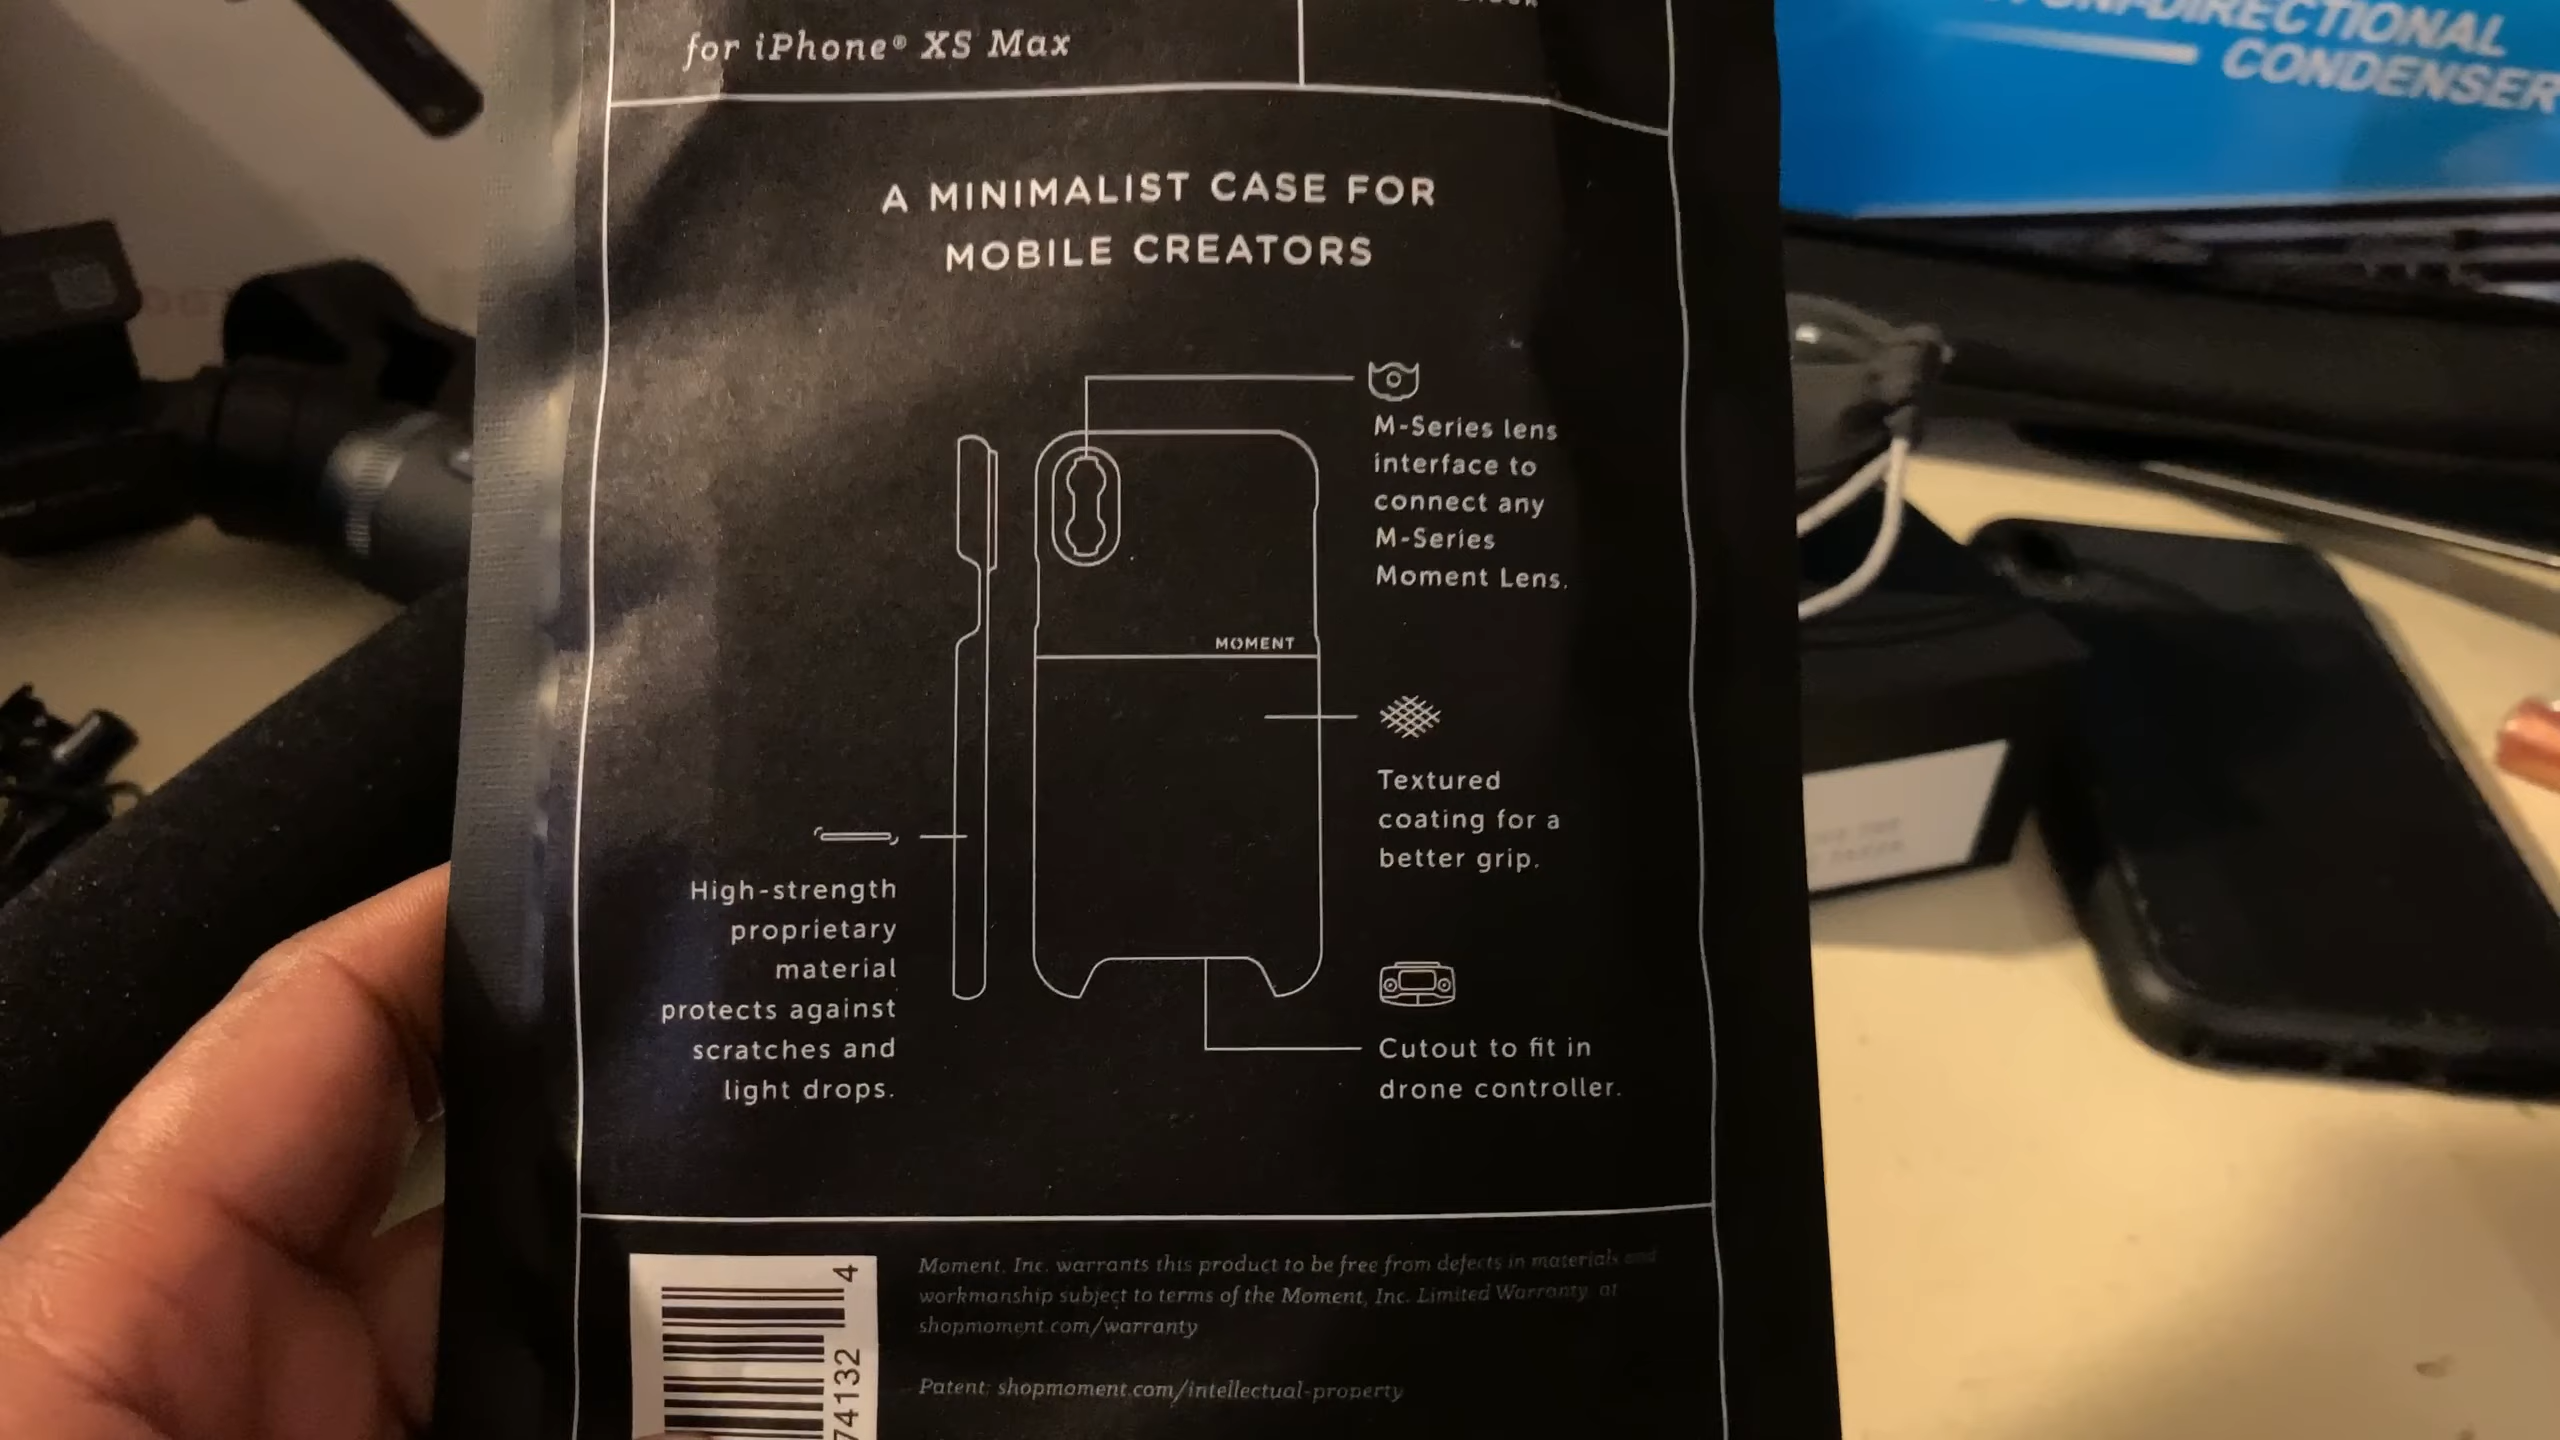 for iPhone® XS Max
A MINIMALIST CASE FOR
MOBILE CREATORS
M-Series lens
interface to
connect any
M-Series
Moment Lens.
MOMENT
Textured
coating for a
better grip.
High-strength
proprietary
material
protects against
scratches and
light drops.
Cutout to fit in
drone controller.
Moment, Inc. warrants this product to be free from defects in materials and
workmanship subject to terms of the Moment, Inc. Limited Warranty at
shopmoment.com/warranty
Patent: shopmoment.com/intellectual-property
74132 4
DIRECTIONAL
CONDENSER